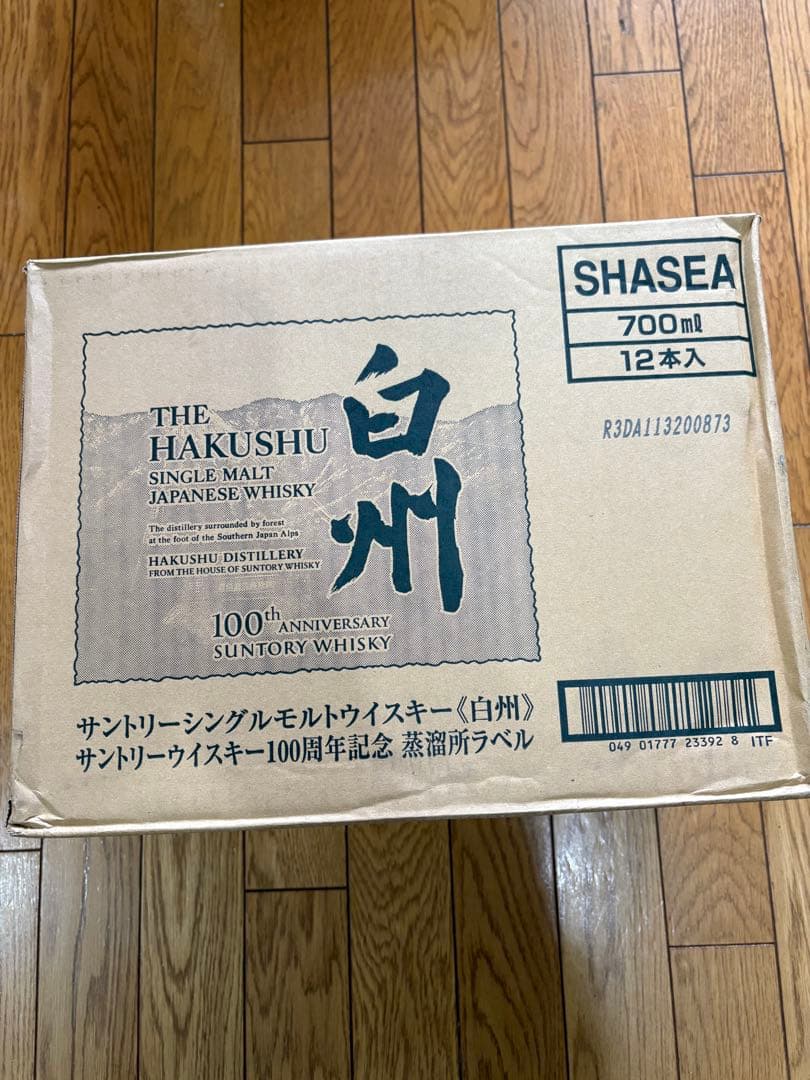 SHASEA
700ml
12本入
R3DA113200873
THE
HAKUSHU
SINGLE MALT
JAPANESE WHISKY
The distillery surrounded by forest
at the foot of the Southern Japan Alps
HAKUSHU DISTILLERY
FROM THE HOUSE OF SUNTORY WHISKY
白州
100th ANNIVERSARY
SUNTORY WHISKY
サントリーシングルモルトウイスキー《白州》
サントリーウイスキー100周年記念 蒸溜所ラベル
049 01777 23392 8 ITF